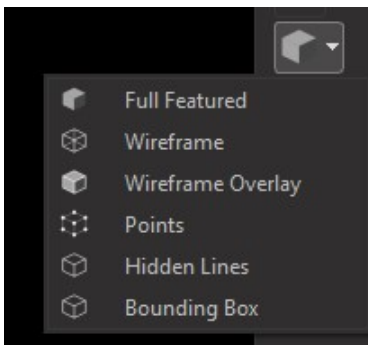 Full Featured
Wireframe
Wireframe Overlay
Points
Hidden Lines
Bounding Box